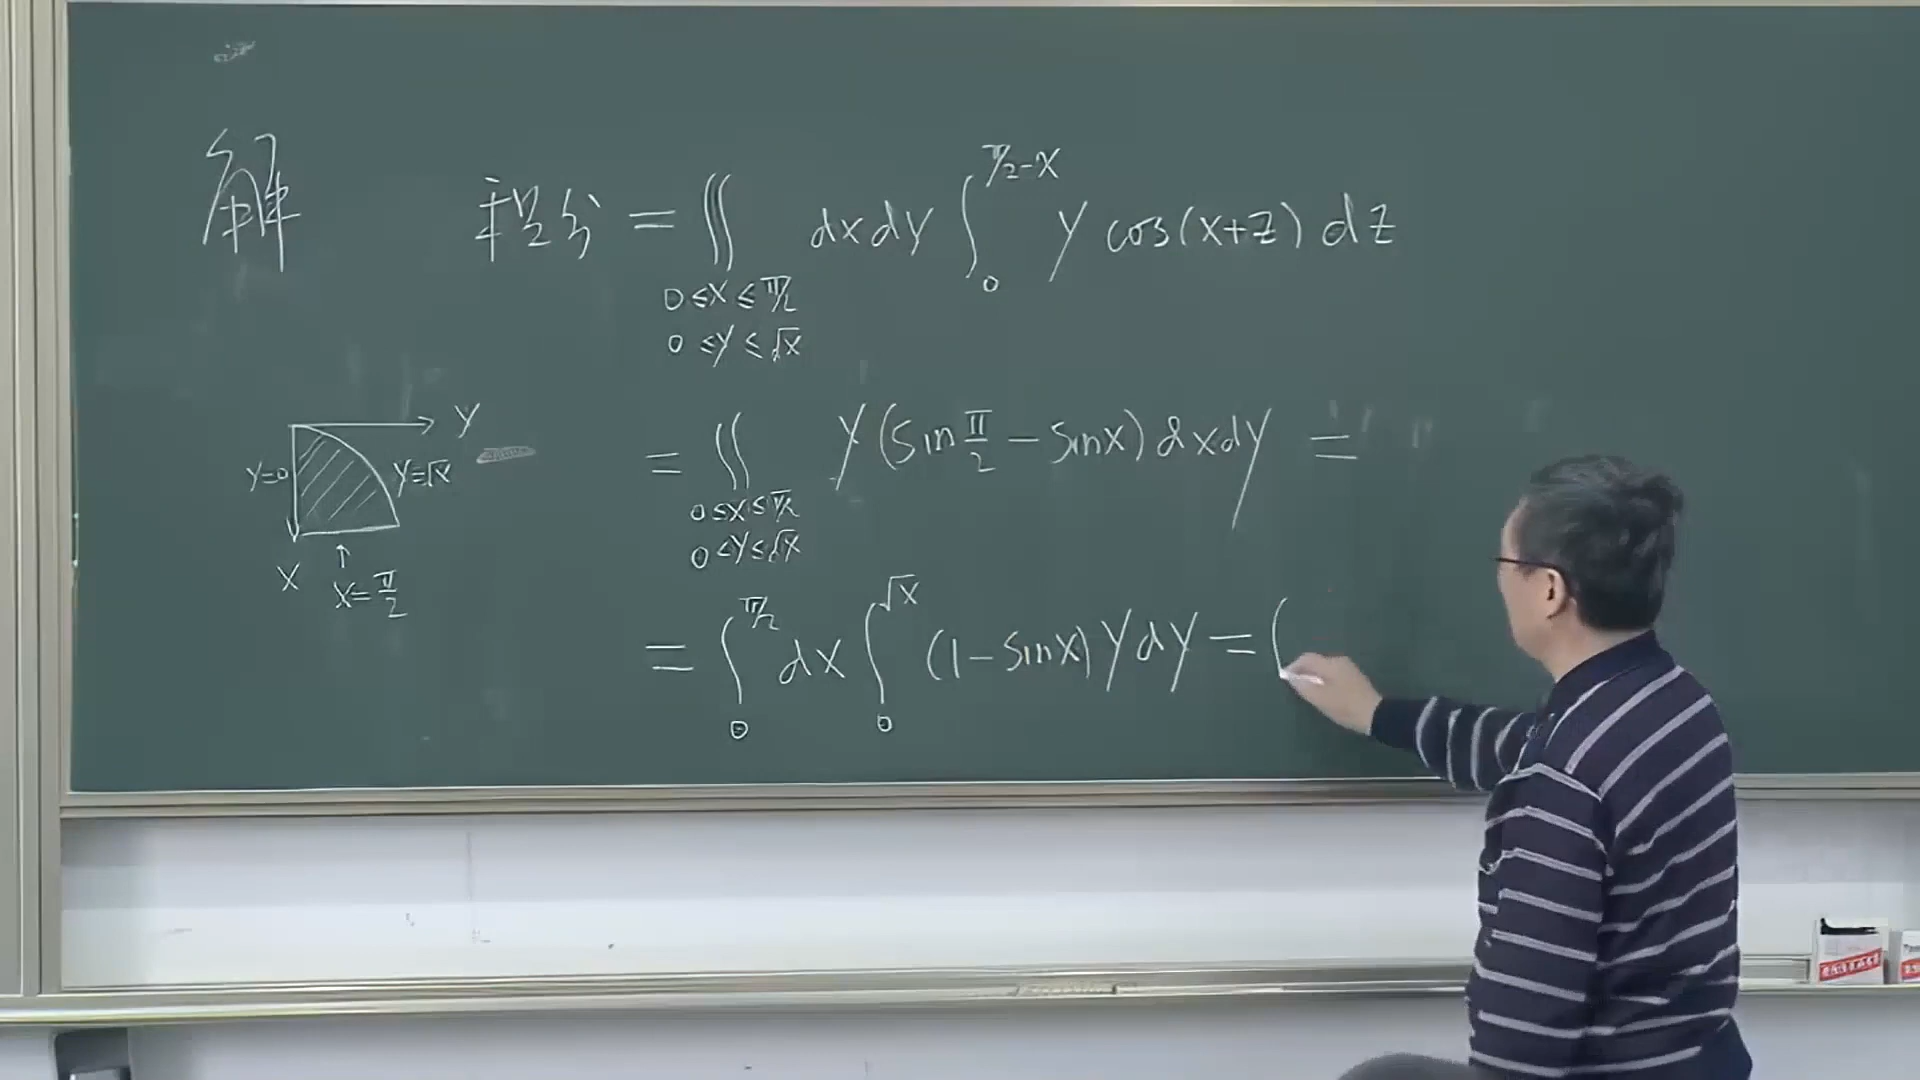 解 积分 = ∭ dxdy ∫₀^{π/2-x} y cos(x+z) dz
0≤x≤π/2
0≤y≤√x
= ∬ y(sin π/2 - sinx) dxdy =
0≤x≤π/2
0≤y≤√x
= ∫₀^{π/2} dx ∫₀^{√x} (1-sinx) y dy = (
y
y=0 y=√x
x
x=π/2